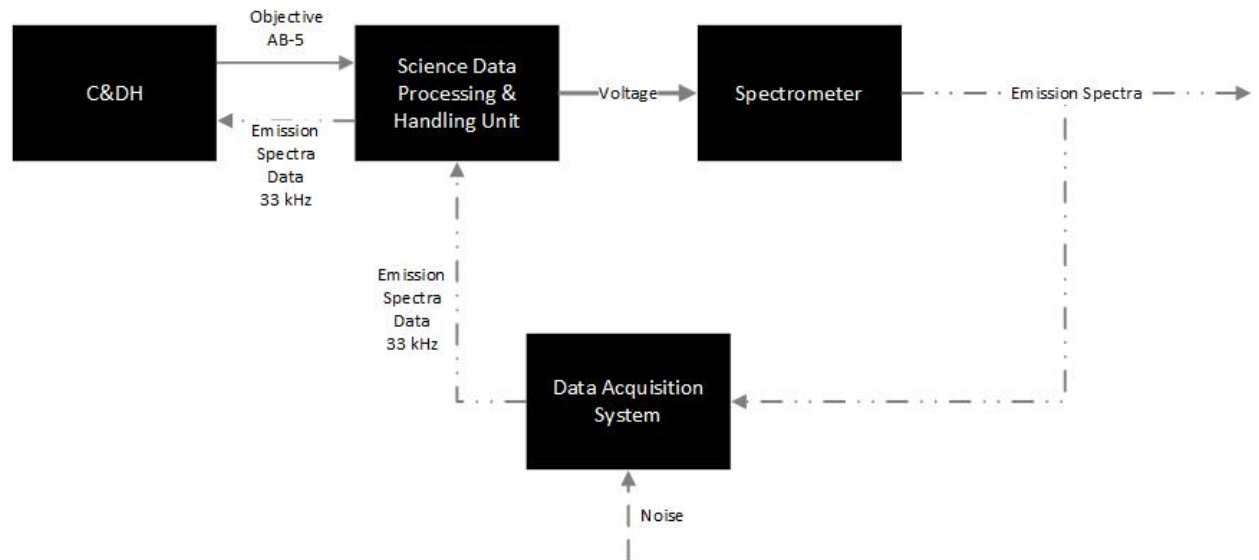 Objective
AB-5
C&DH
Science Data
Processing &
Handling Unit
Voltage
Spectrometer
Emission Spectra
Emission
Spectra
Data
33 kHz
Emission
Spectra
Data
33 kHz
Data Acquisition
System
Noise